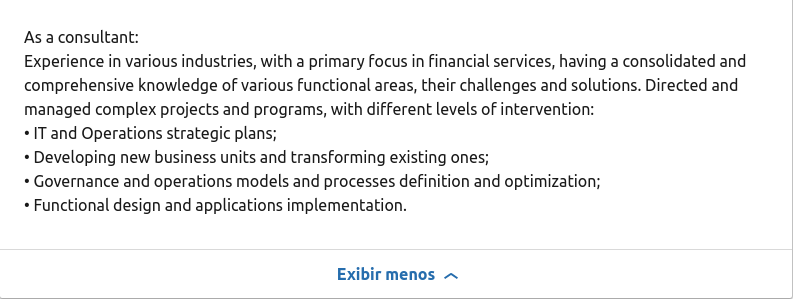 As a consultant:
Experience in various industries, with a primary focus in financial services, having a consolidated and
comprehensive knowledge of various functional areas, their challenges and solutions. Directed and
managed complex projects and programs, with different levels of intervention:
• IT and Operations strategic plans;
• Developing new business units and transforming existing ones;
• Governance and operations models and processes definition and optimization;
• Functional design and applications implementation.
Exibir menos